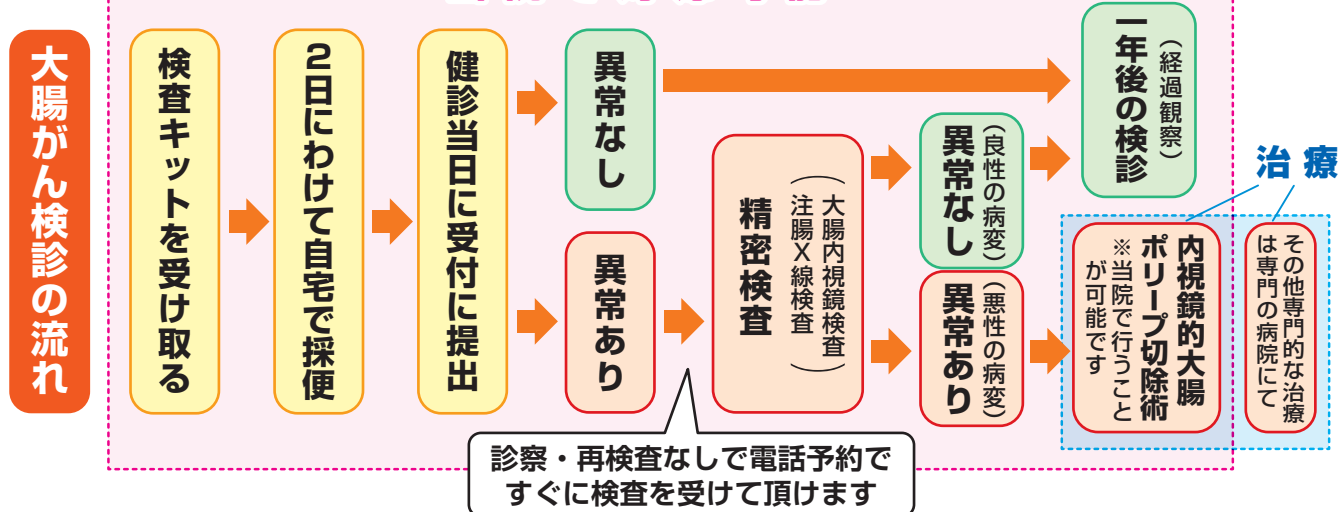 大腸がん検診の流れ
検査キットを受け取る
2日にわけて自宅で採便
健診当日に受付に提出
異常なし
異常あり
精密検査
（大腸内視鏡検査
注腸X線検査）
異常なし
（良性の病変）
異常あり
（悪性の病変）
一年後の検診
（経過観察）
治療
内視鏡的大腸
ポリープ切除術
※当院で行うこと
が可能です
その他専門的な治療
は専門の病院にて
診察・再検査なしで電話予約で
すぐに検査を受けて頂けます